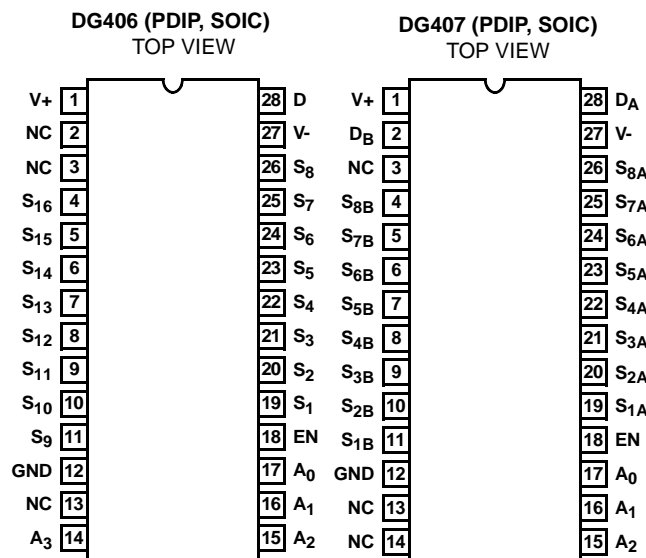 DG406 (PDIP, SOIC)
TOP VIEW
V+ 1 28 D
NC 2 27 V-
NC 3 26 S8
S16 4 25 S7
S15 5 24 S6
S14 6 23 S5
S13 7 22 S4
S12 8 21 S3
S11 9 20 S2
S10 10 19 S1
S9 11 18 EN
GND 12 17 A0
NC 13 16 A1
A3 14 15 A2
DG407 (PDIP, SOIC)
TOP VIEW
V+ 1 28 DA
DB 2 27 V-
NC 3 26 S8A
S8B 4 25 S7A
S7B 5 24 S6A
S6B 6 23 S5A
S5B 7 22 S4A
S4B 8 21 S3A
S3B 9 20 S2A
S2B 10 19 S1A
S1B 11 18 EN
GND 12 17 A0
NC 13 16 A1
NC 14 15 A2